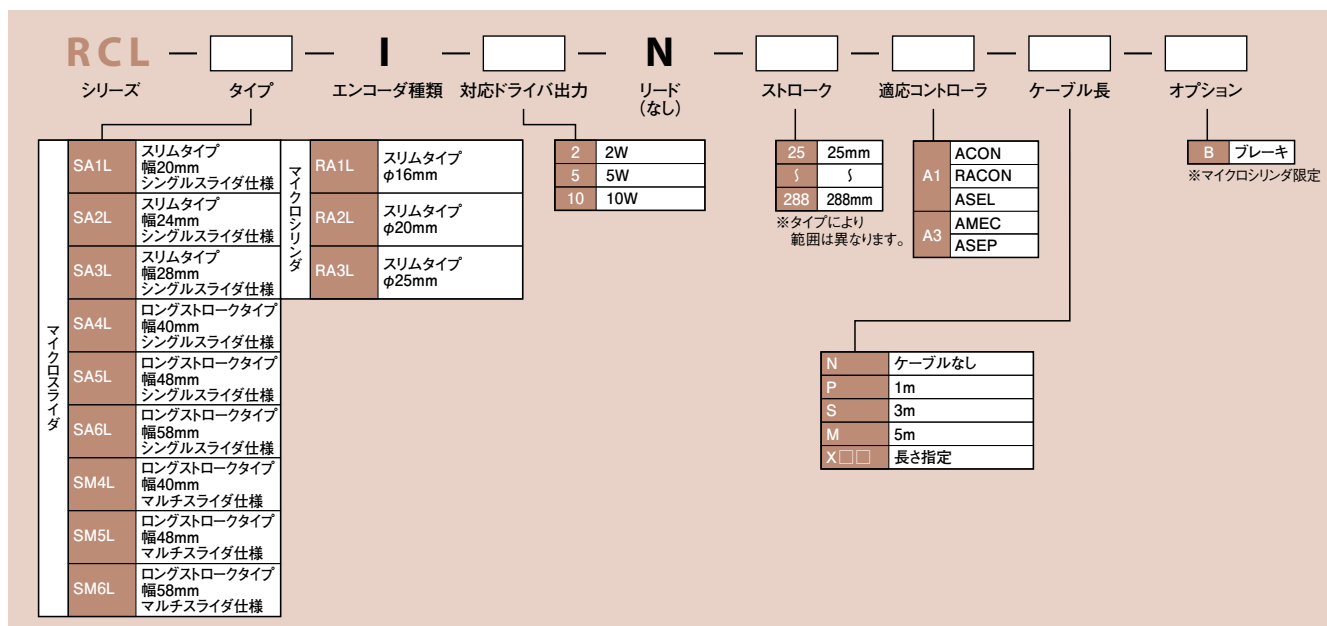 RCL — □ — I — □ — N — □ — □ — □ — □
シリーズ タイプ エンコーダ種類 対応ドライバ出力 リード ストローク 適応コントローラ ケーブル長 オプション
(なし)
マイクロスライダ
SA1L
スリムタイプ
幅20mm
シングルスライダ仕様
SA2L
スリムタイプ
幅24mm
シングルスライダ仕様
SA3L
スリムタイプ
幅28mm
シングルスライダ仕様
SA4L
ロングストロークタイプ
幅40mm
シングルスライダ仕様
SA5L
ロングストロークタイプ
幅48mm
シングルスライダ仕様
SA6L
ロングストロークタイプ
幅58mm
シングルスライダ仕様
SM4L
ロングストロークタイプ
幅40mm
マルチスライダ仕様
SM5L
ロングストロークタイプ
幅48mm
マルチスライダ仕様
SM6L
ロングストロークタイプ
幅58mm
マルチスライダ仕様
マイクロシリンダ
RA1L
スリムタイプ
φ16mm
RA2L
スリムタイプ
φ20mm
RA3L
スリムタイプ
φ25mm
2 2W
5 5W
10 10W
25 25mm
〜 〜
288 288mm
※タイプにより
範囲は異なります。
A1
ACON
RACON
ASEL
A3
AMEC
ASEP
N ケーブルなし
P 1m
S 3m
M 5m
X□□ 長さ指定
B ブレーキ
※マイクロシリンダ限定